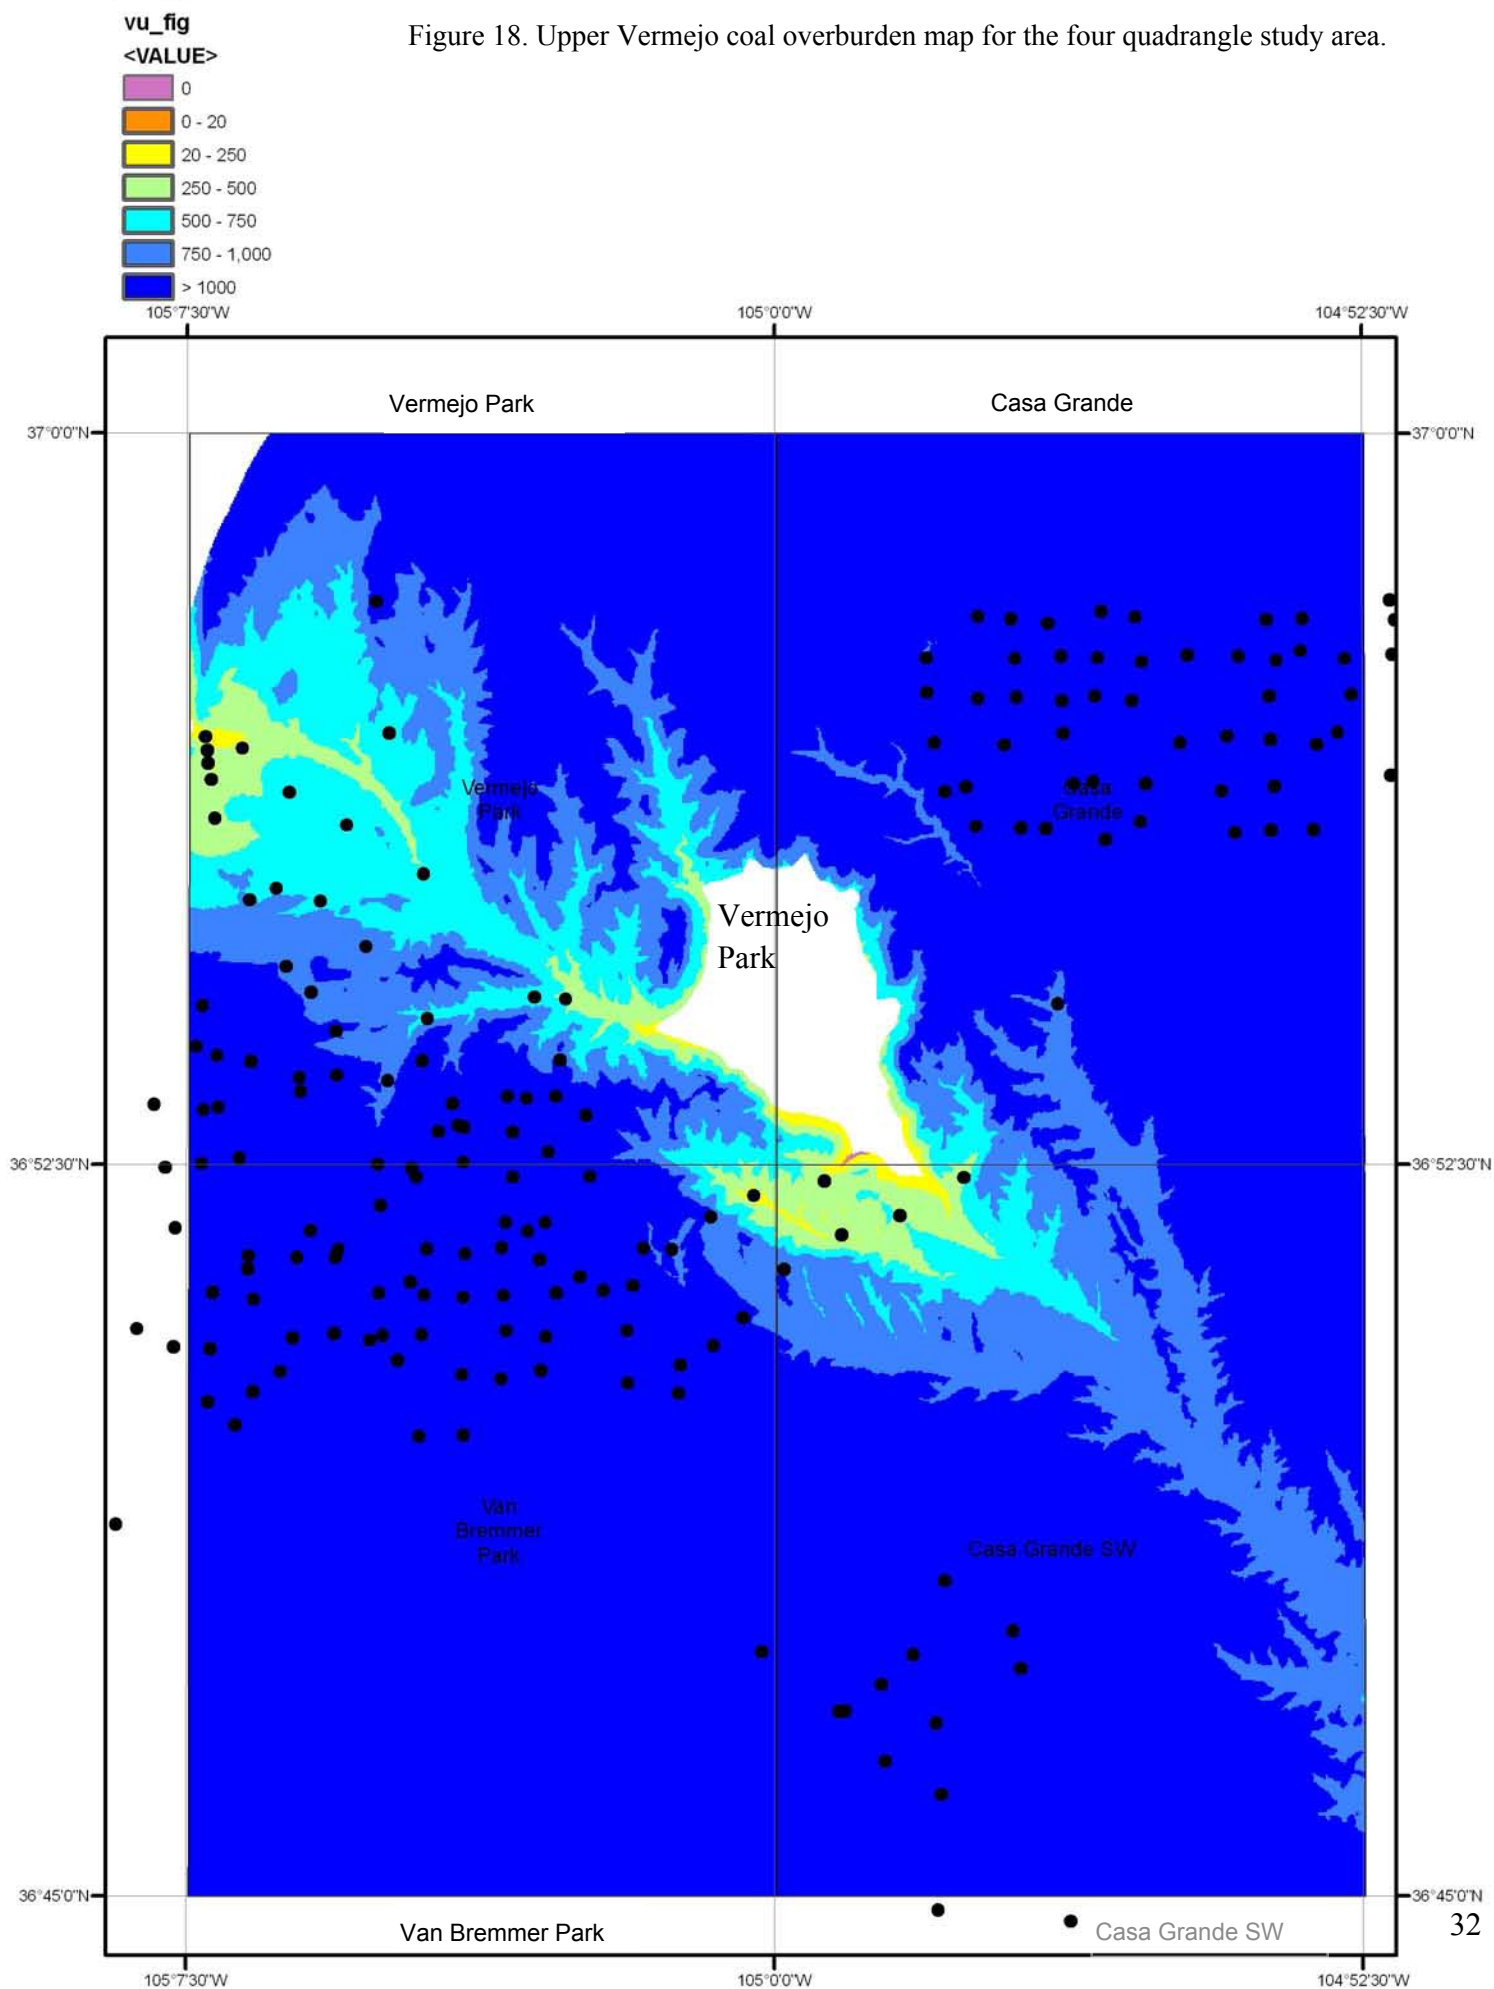 vu_fig
Figure 18. Upper Vermejo coal overburden map for the four quadrangle study area.
<VALUE>
0
0 - 20
20 - 250
250 - 500
500 - 750
750 - 1,000
> 1000
105°7'30"W
105°0'0"W
104°52'30"W
Vermejo Park
Casa Grande
37°0'0"N
37°0'0"N
Vermejo
Park
Casa
Grande
Vermejo
Park
36°52'30"N
36°52'30"N
Van
Bremmer
Park
Casa Grande SW
36°45'0"N
36°45'0"N
32
Van Bremmer Park
Casa Grande SW
105°7'30"W
105°0'0"W
104°52'30"W